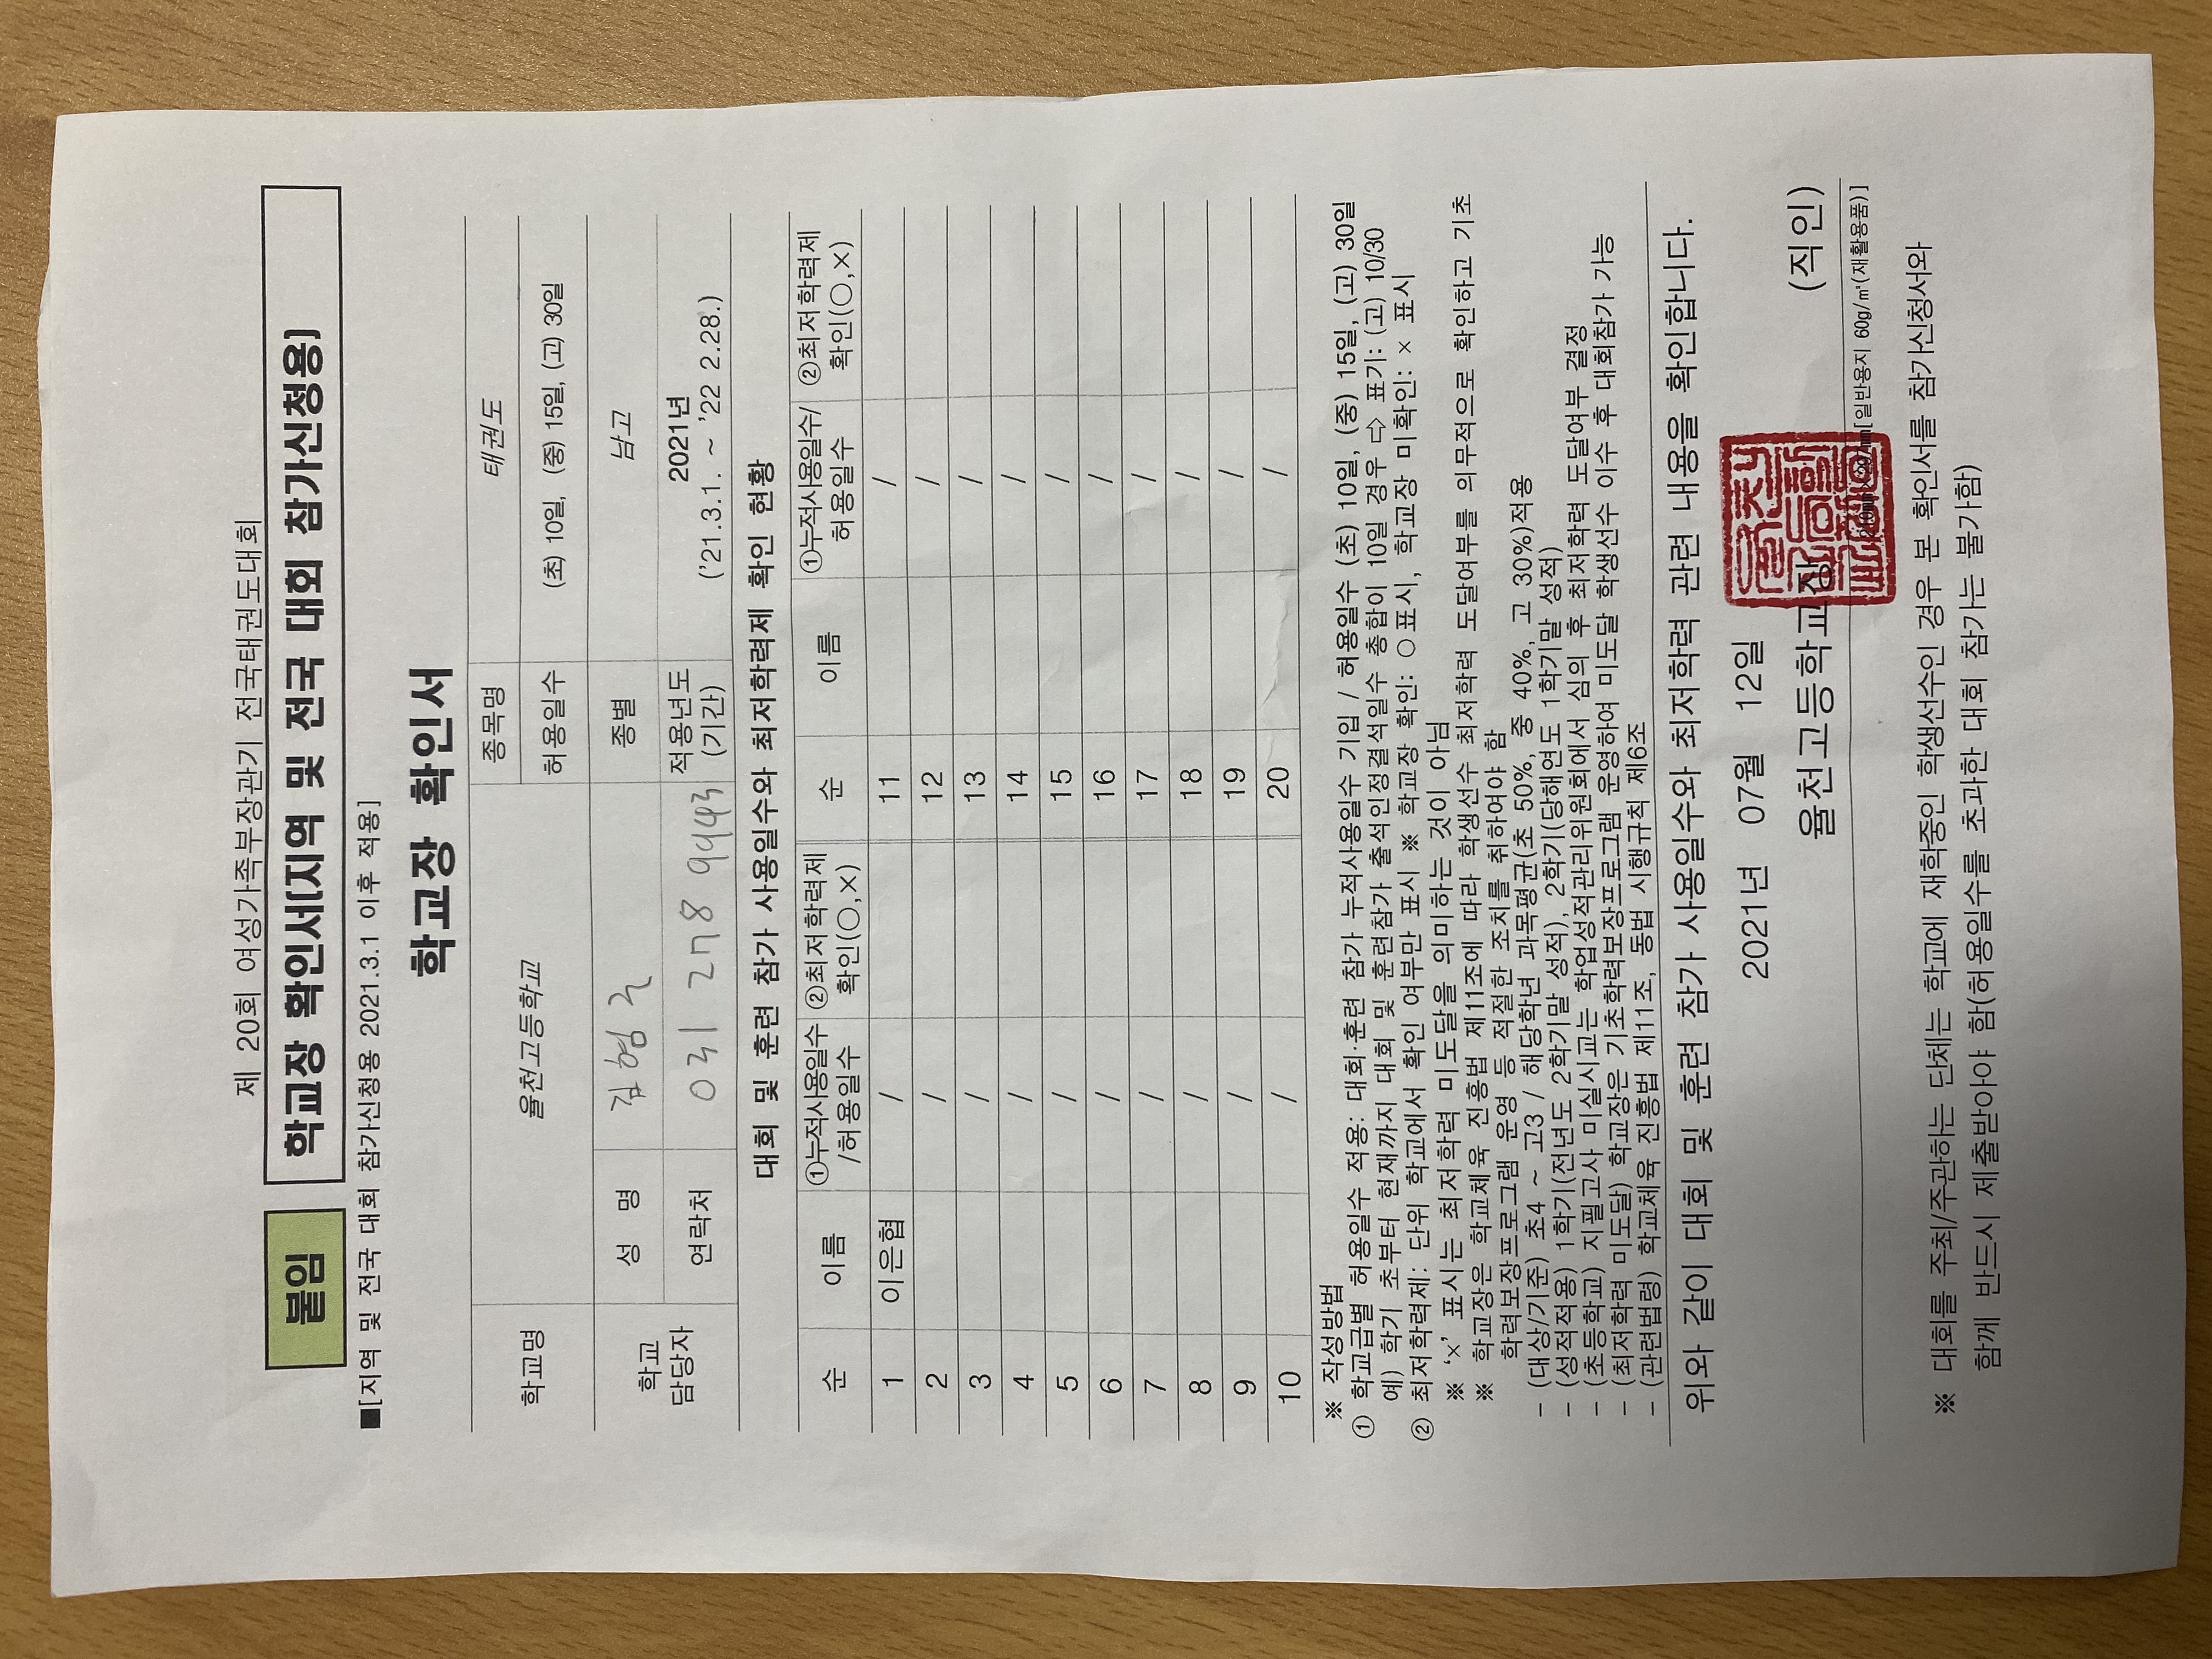 제 20회 여성가족부장관기 전국태권도대회
붙임 학교장 확인서(지역 및 전국 대회 참가신청용)
■[지역 및 전국 대회 참가신청용 2021.3.1 이후 적용]
학교장 확인서
학교명 율천고등학교 종목명 태권도
허용일수 (초) 10일, (중) 15일, (고) 30일
학교 담당자 성 명 김형근 종별 남고
연락처 031 278 9443 적용년도 (기간) 2021년 ('21.3.1. ~ '22 2.28.)
대회 및 훈련 참가 사용일수와 최저학력제 확인 현황
순 이름 ①누적사용일수/허용일수 ②최저학력제 확인(○,×) 순 이름 ①누적사용일수/허용일수 ②최저학력제 확인(○,×)
1 이은협 / 11 /
2 / 12 /
3 / 13 /
4 / 14 /
5 / 15 /
6 / 16 /
7 / 17 /
8 / 18 /
9 / 19 /
10 / 20 /
※ 작성방법
① 학교급별 허용일수 적용: 대회·훈련 참가 누적사용일수 기입 / 허용일수 (초) 10일, (중) 15일, (고) 30일
예) 학기 초부터 현재까지 대회 및 훈련참가 출석인정결석일수 총합이 10일 경우 ⇨ 표기: (고) 10/30
② 최저학력제: 단위 학교에서 확인 여부만 표시 ※ 학교장 확인: ○표시, 학교장 미확인: × 표시
※ '×' 표시는 최저학력 미도달을 의미하는 것이 아님
※ 학교장은 학교체육 진흥법 제11조에 따라 학생선수 최저학력 도달여부를 의무적으로 확인하고 기초
학력보장프로그램 운영 등 적절한 조치를 취하여야 함
- (대상/기준) 초4 ~ 고3 / 해당학년 과목평균(초 50%, 중 40%, 고 30%)적용
- (성적적용) 1학기(전년도 2학기말 성적), 2학기(당해연도 1학기말 성적)
- (초등학교) 지필고사 미실시교는 학업성적관리위원회에서 심의 후 최저학력 도달여부 결정
- (최저학력 미도달) 학교장은 기초학력보장프로그램 운영하여 미도달 학생선수 이수 후 대회참가 가능
- (관련법령) 학교체육 진흥법 제11조, 동법 시행규칙 제6조
위와 같이 대회 및 훈련 참가 사용일수와 최저학력 관련 내용을 확인합니다.
2021년 07월 12일
율천고등학교장 (직인)
210mm×297mm[일반용지 60g/㎡(재활용품)]
※ 대회를 주최/주관하는 단체는 학교에 재학중인 학생선수인 경우 본 확인서를 참가신청서와
함께 반드시 제출받아야 함(허용일수를 초과한 대회 참가는 불가함)